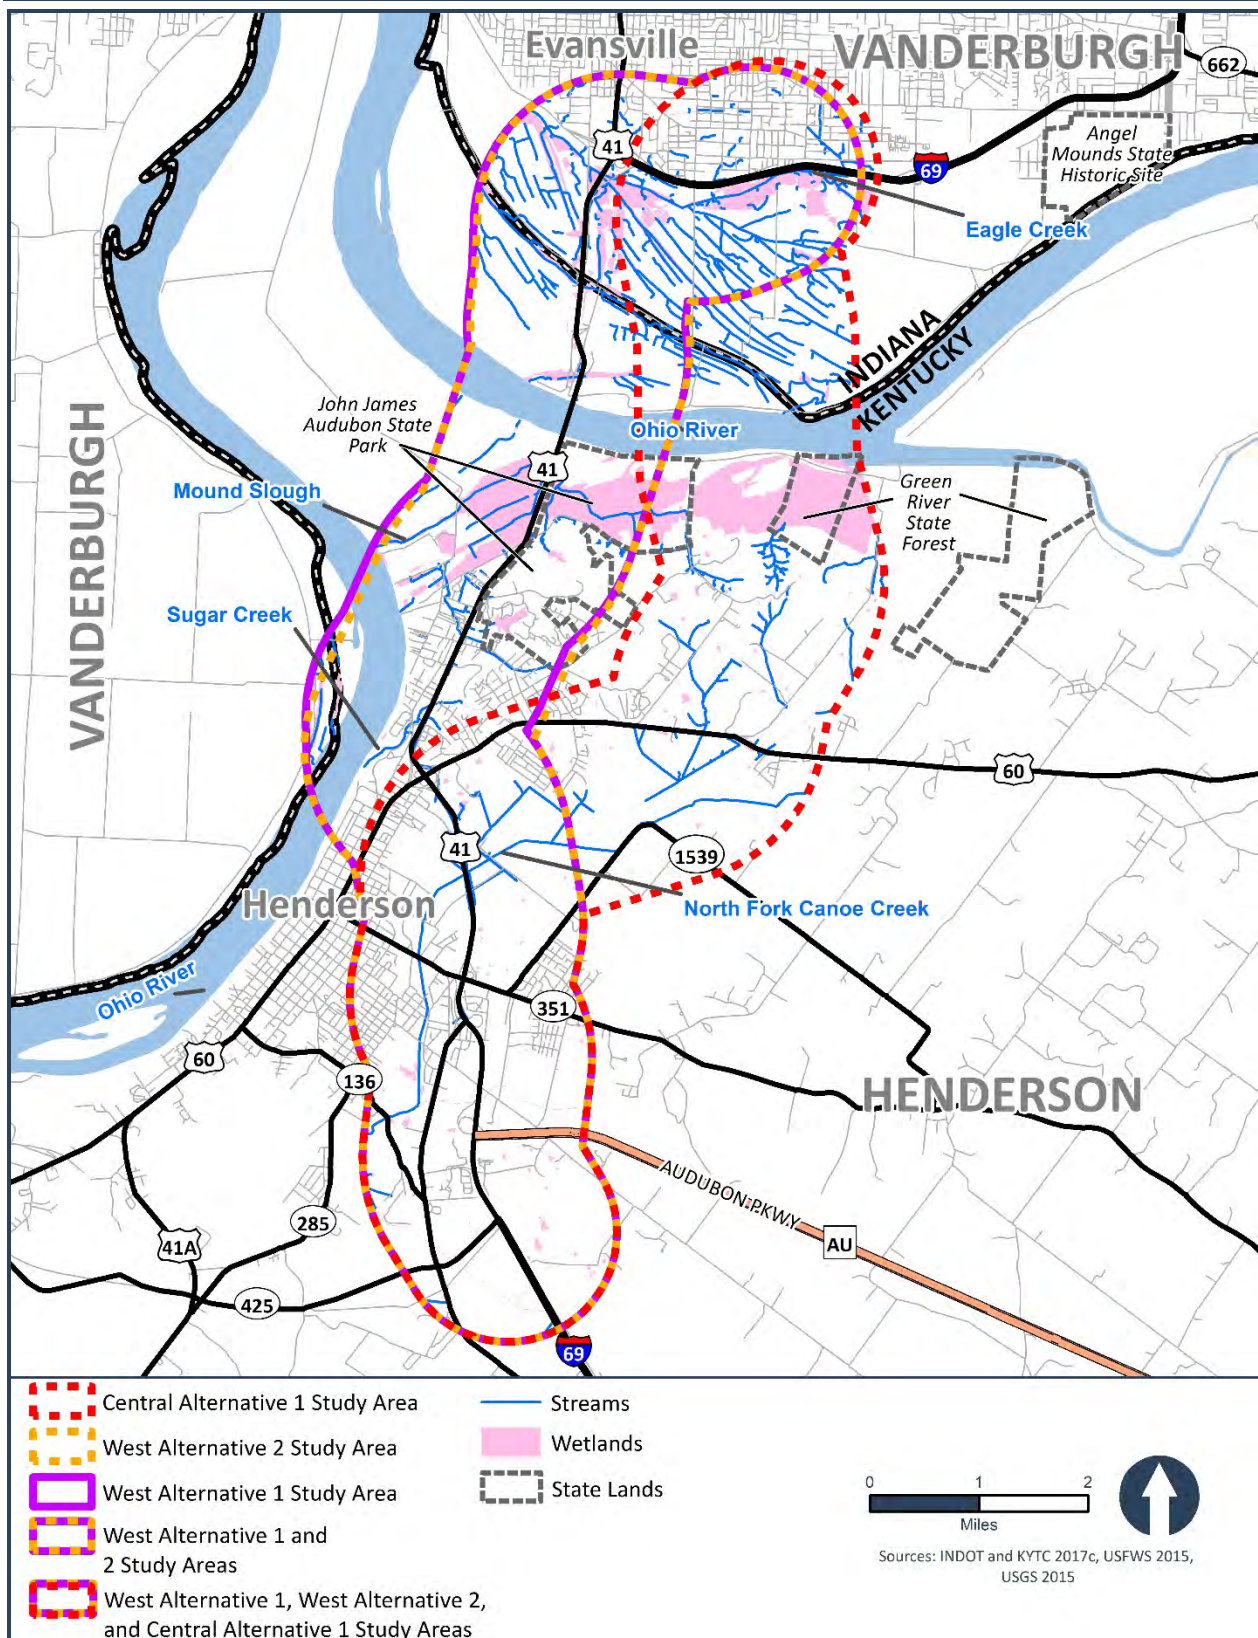 Evansville
VANDERBURGH
662
41
69
Angel
Mounds State
Historic Site
Eagle Creek
INDIANA
KENTUCKY
John James
Audubon State
Park
Ohio River
41
Mound Slough
Green
River
State
Forest
VANDERBURGH
Sugar Creek
60
41
1539
Henderson
North Fork Canoe Creek
Ohio River
351
60
136
HENDERSON
AUDUBON PKWY
AU
285
41A
425
69
Central Alternative 1 Study Area
West Alternative 2 Study Area
West Alternative 1 Study Area
West Alternative 1 and
2 Study Areas
West Alternative 1, West Alternative 2,
and Central Alternative 1 Study Areas
Streams
Wetlands
State Lands
0 1 2
Miles
Sources: INDOT and KYTC 2017c, USFWS 2015,
USGS 2015